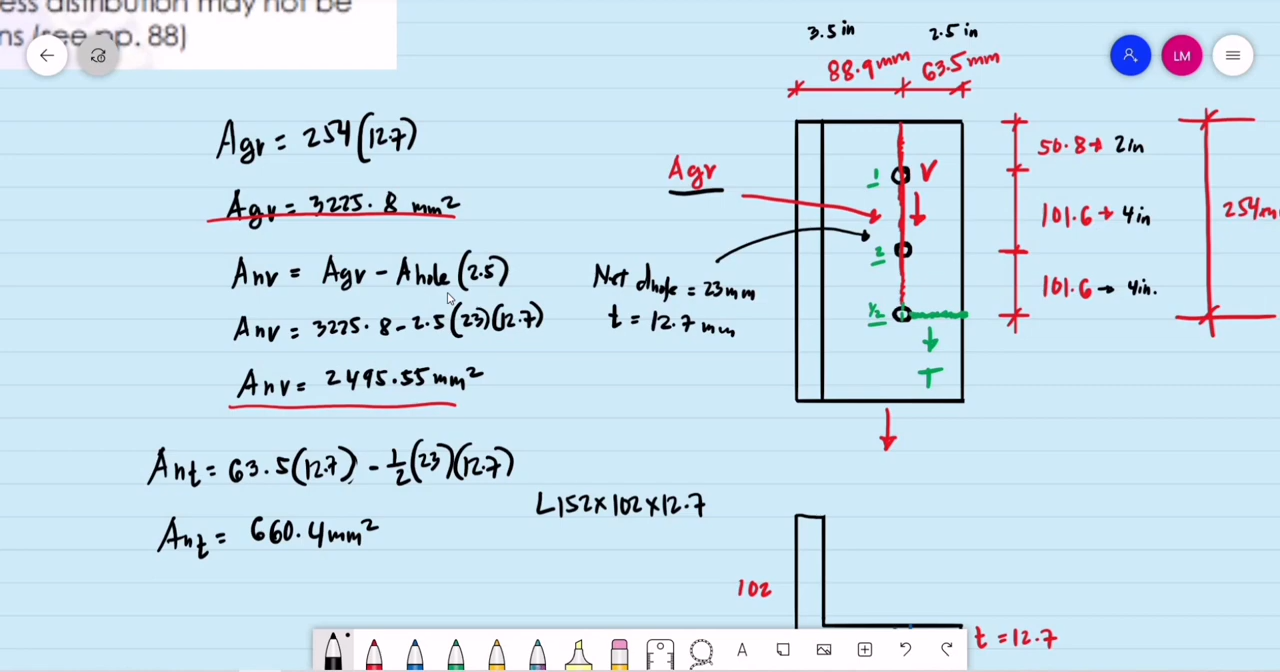 ess distribution may not be
ns (see pp. 88)
LM
Agv = 254(12.7)
Agv = 3225.8 mm²
Anv = Agv - Ahole(2.5)
Anv = 3225.8 - 2.5(23)(12.7)
Anv = 2495.55mm²
Ant = 63.5(12.7) - 1/2(23)(12.7)
Ant = 660.4mm²
L152x102x12.7
Net dhole = 23mm
t = 12.7 mm
3.5 in 2.5 in
88.9mm 63.5mm
Agv
1 V
2
1/2
T
50.8→ 2in
101.6→ 4in
101.6→ 4in.
254m
102
t = 12.7
A